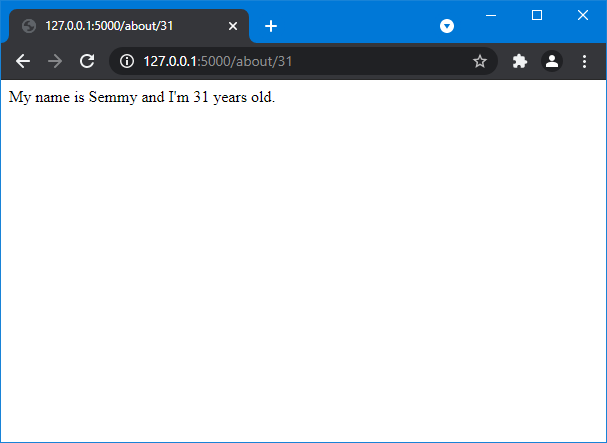 127.0.0.1:5000/about/31
127.0.0.1:5000/about/31
My name is Semmy and I'm 31 years old.